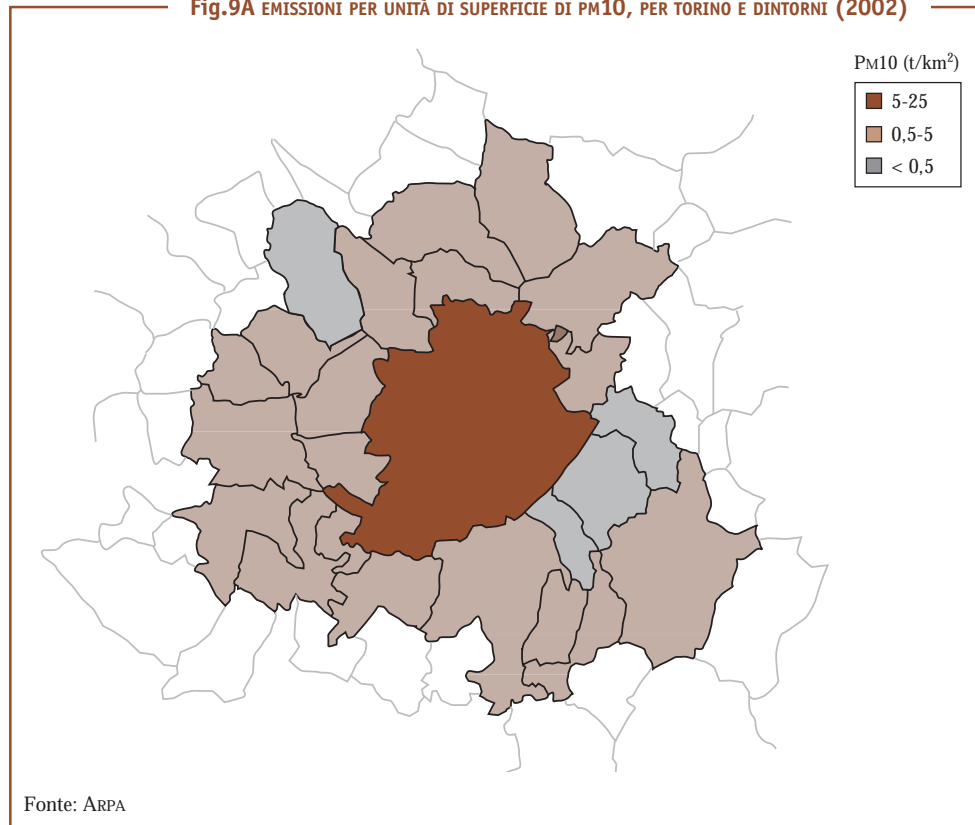 Fig.9A EMISSIONI PER UNITÀ DI SUPERFICIE DI PM10, PER TORINO E DINTORNI (2002)
PM10 (t/km²)
5-25
0,5-5
< 0,5
Fonte: ARPA